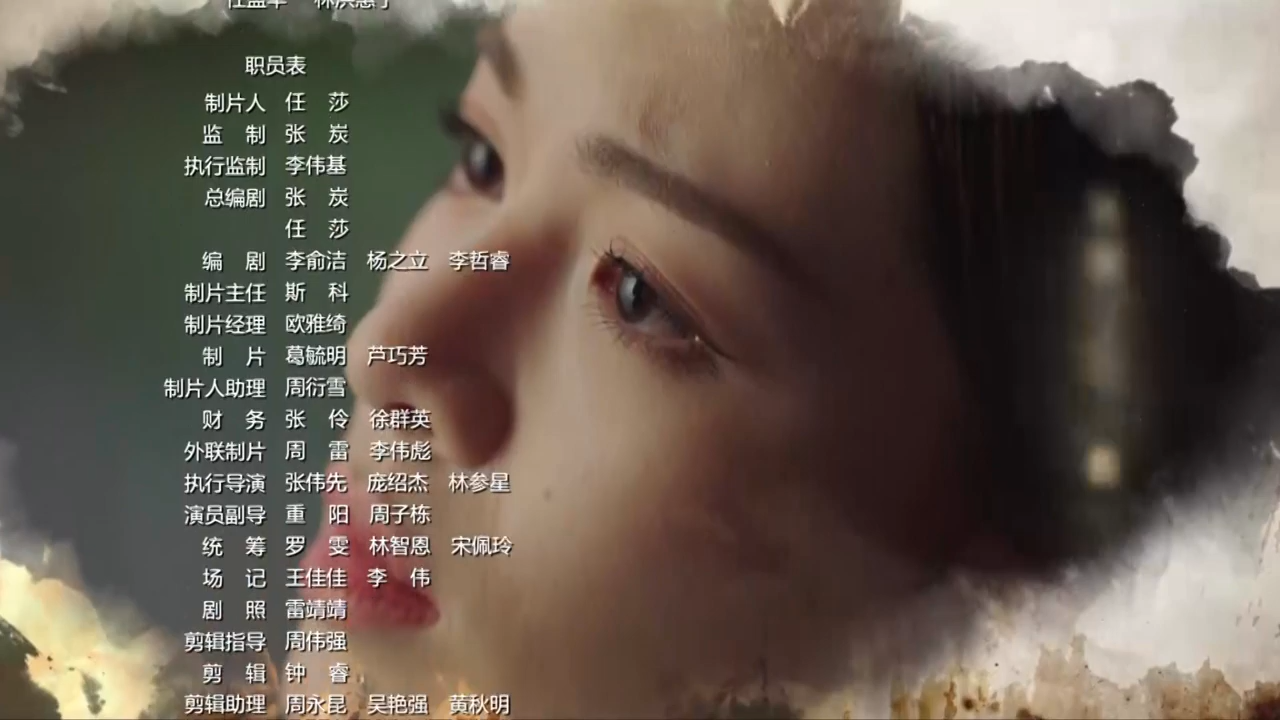 职员表
制片人 任 莎
监 制 张 炭
执行监制 李伟基
总编剧 张 炭
任 莎
编 剧 李俞洁 杨之立 李哲睿
制片主任 斯 科
制片经理 欧雅绮
制 片 葛毓明 芦巧芳
制片人助理 周衍雪
财 务 张 伶 徐群英
外联制片 周 雷 李伟彪
执行导演 张伟先 庞绍杰 林参星
演员副导 重 阳 周子栋
统 筹 罗 雯 林智恩 宋佩玲
场 记 王佳佳 李 伟
剧 照 雷靖靖
剪辑指导 周伟强
剪 辑 钟 睿
剪辑助理 周永昆 吴艳强 黄秋明